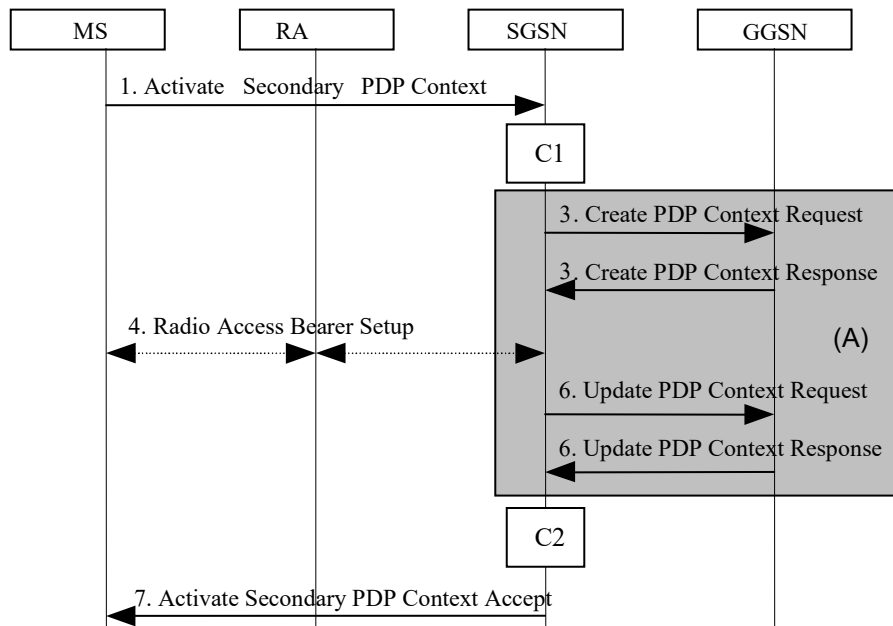 MS RA SGSN GGSN
1. Activate Secondary PDP Context
C1
3. Create PDP Context Request
3. Create PDP Context Response
4. Radio Access Bearer Setup
(A)
6. Update PDP Context Request
6. Update PDP Context Response
C2
7. Activate Secondary PDP Context Accept